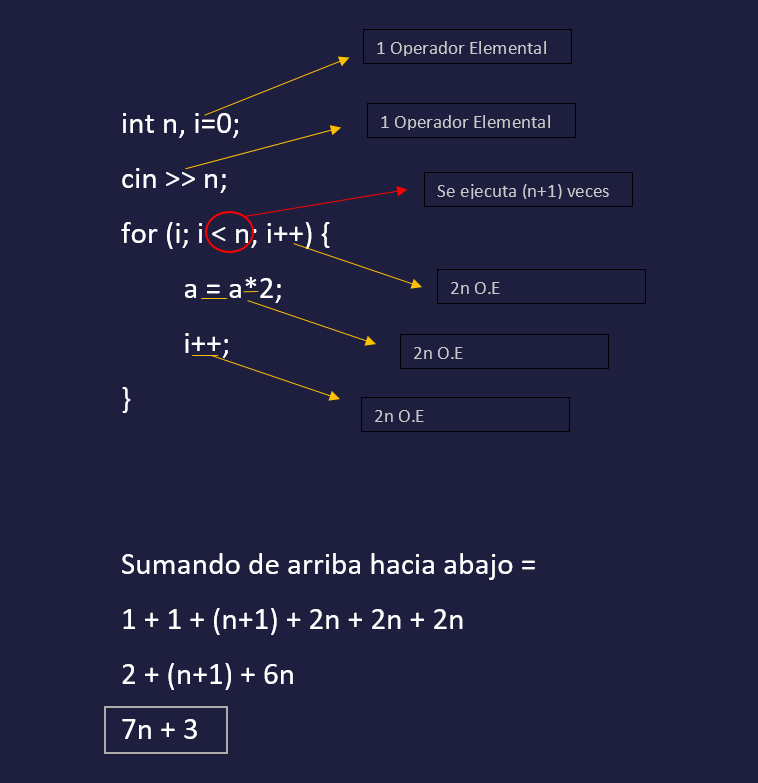 1 Operador Elemental
int n, i=0;
1 Operador Elemental
cin >> n;
Se ejecuta (n+1) veces
for (i; i < n; i++) {
2n O.E
a = a*2;
2n O.E
i++;
2n O.E
}
Sumando de arriba hacia abajo =
1 + 1 + (n+1) + 2n + 2n + 2n
2 + (n+1) + 6n
7n + 3